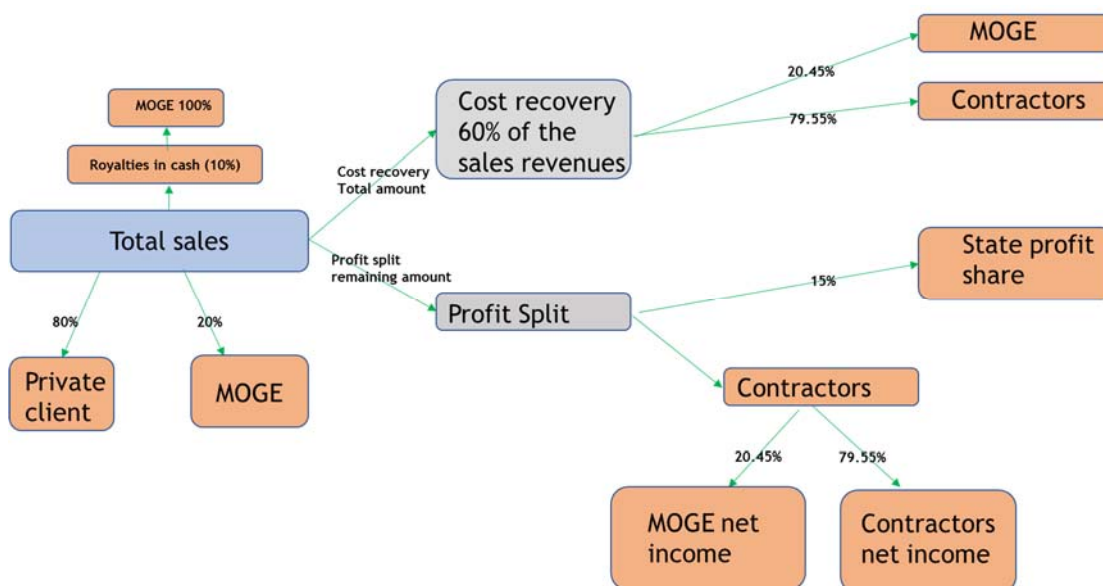 MOGE 100%
Royalties in cash (10%)
Total sales
80%
20%
Private
client
MOGE
Cost recovery
Total amount
Profit split
remaining amount
Cost recovery
60% of the
sales revenues
20.45%
79.55%
MOGE
Contractors
Profit Split
15%
State profit
share
Contractors
20.45%
79.55%
MOGE net
income
Contractors
net income